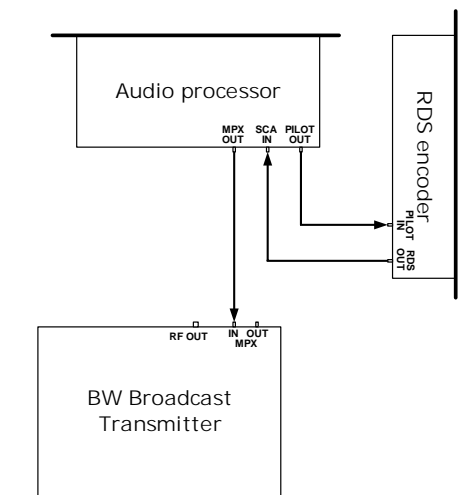 Audio processor
MPX OUT
SCA IN
PILOT OUT
RDS encoder
PILOT IN
RDS OUT
RF OUT
IN OUT
MPX
BW Broadcast
Transmitter